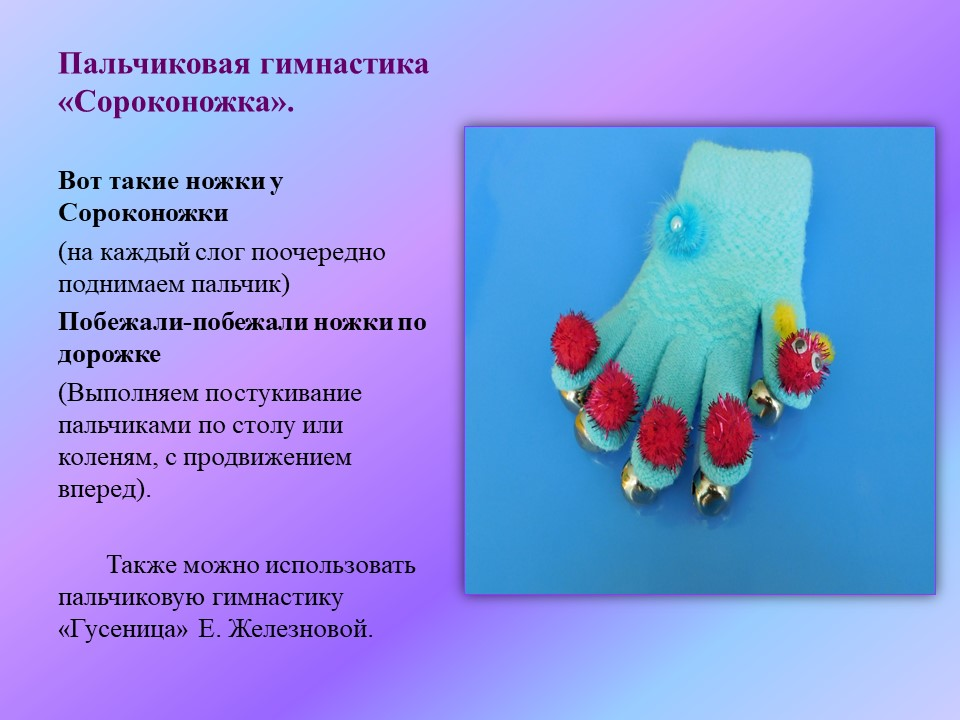 Пальчиковая гимнастика
«Сороконожка».
Вот такие ножки у
Сороконожки
(на каждый слог поочередно
поднимаем пальчик)
Побежали-побежали ножки по
дорожке
(Выполняем постукивание
пальчиками по столу или
коленям, с продвижением
вперед).
Также можно использовать
пальчиковую гимнастику
«Гусеница» Е. Железновой.